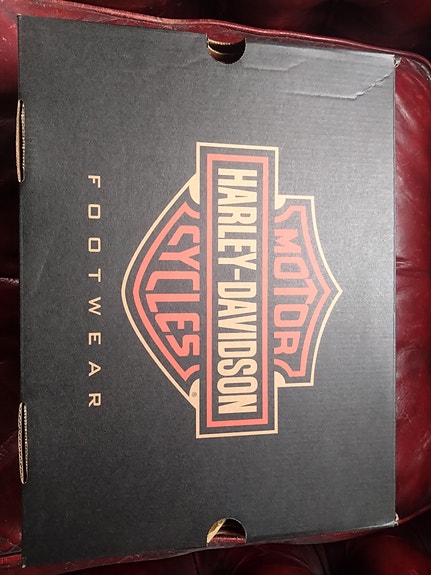 MOTOR
HARLEY-DAVIDSON
CYCLES
®
FOOTWEAR